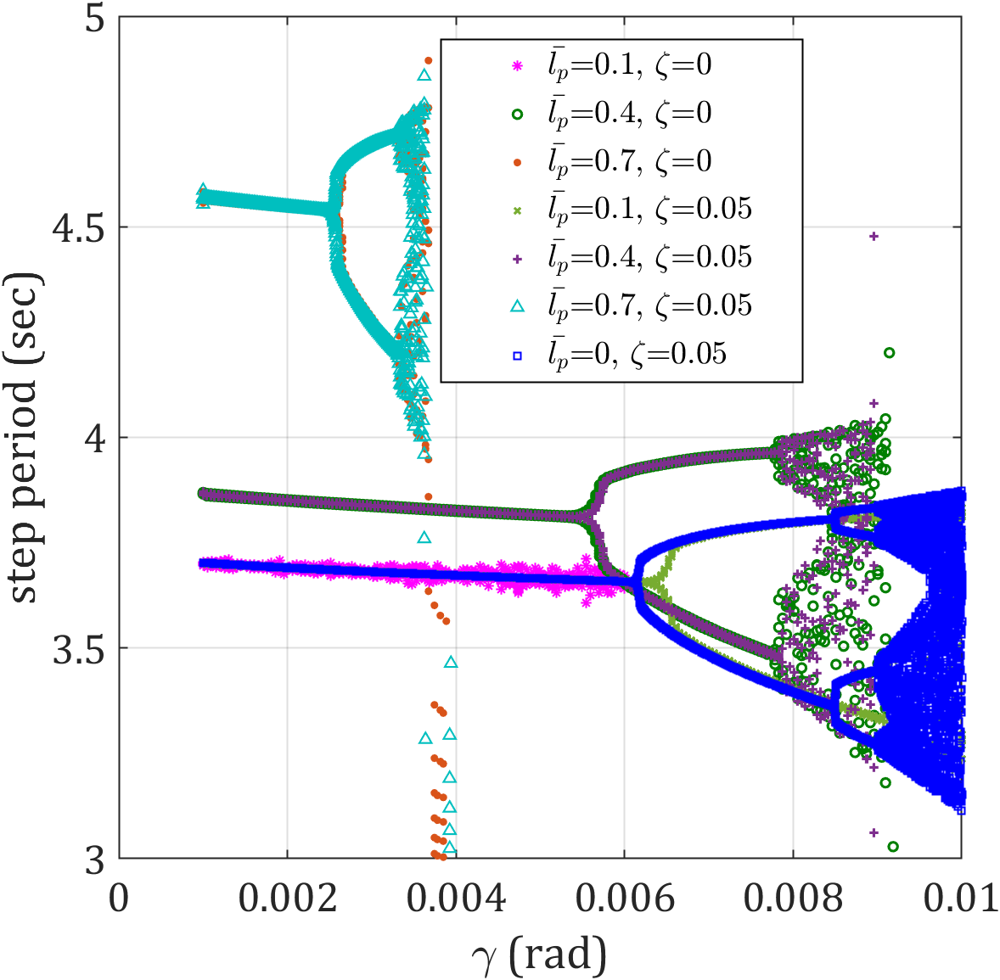 5
4.5
4
3.5
3
step period (sec)
l̄ₚ=0.1, ζ=0
l̄ₚ=0.4, ζ=0
l̄ₚ=0.7, ζ=0
l̄ₚ=0.1, ζ=0.05
l̄ₚ=0.4, ζ=0.05
l̄ₚ=0.7, ζ=0.05
l̄ₚ=0, ζ=0.05
0 0.002 0.004 0.006 0.008 0.01
γ (rad)